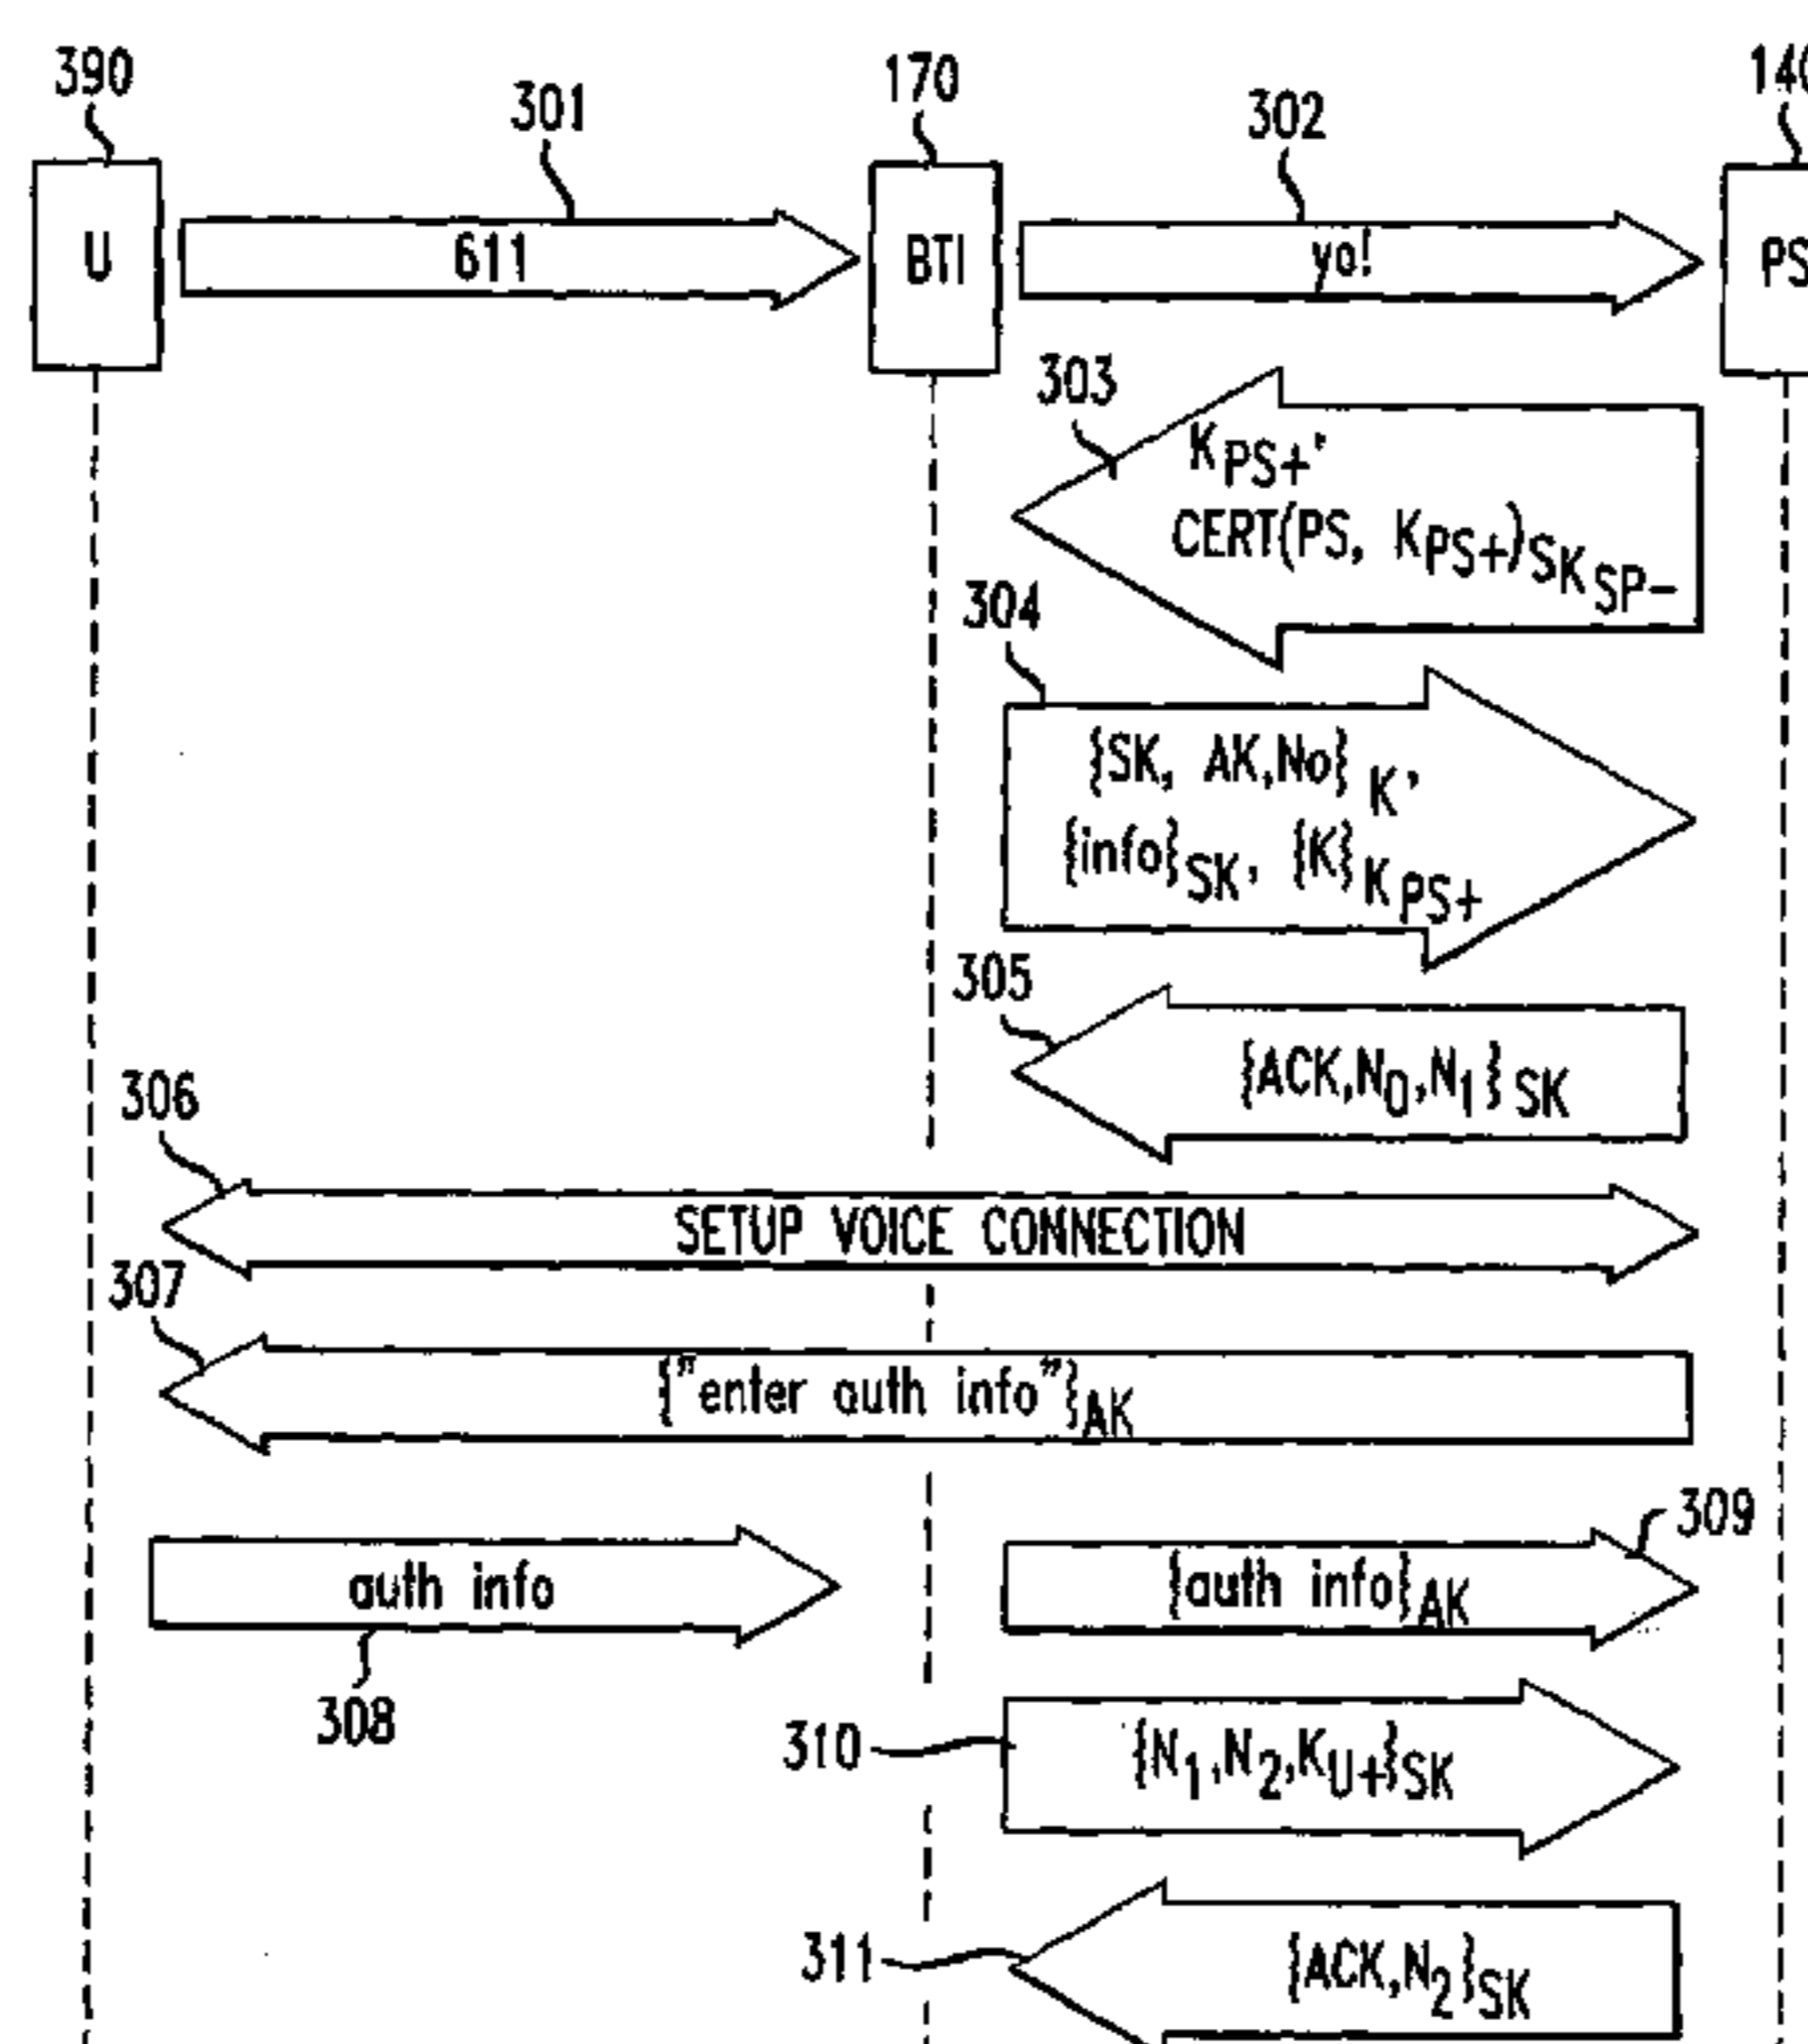 390
301
170
302
140
U
611
BTI
yo!
PS
303
KPS+,
CERT(PS, KPS+)SKSP-
304
{SK, AK,No}K,
{info}SK, {K}KPS+
305
{ACK,N0,N1}SK
306
SETUP VOICE CONNECTION
307
{"enter auth info"}AK
309
auth info
{auth info}AK
308
310
{N1,N2,KU+}SK
311
{ACK,N2}SK